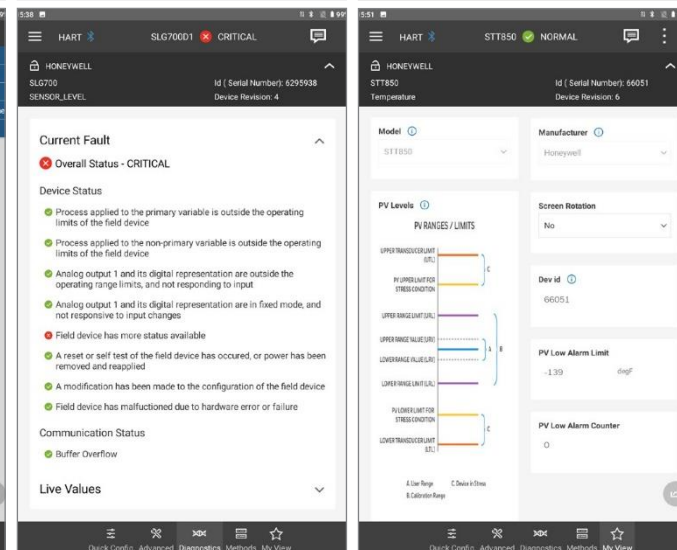 5:38
99
HART
SLG700D1 CRITICAL
HONEYWELL
SLG700
Id ( Serial Number): 6295938
SENSOR_LEVEL
Device Revision: 4
Current Fault
Overall Status - CRITICAL
Device Status
Process applied to the primary variable is outside the operating
limits of the field device
Process applied to the non-primary variable is outside the operating
limits of the field device
Analog output 1 and its digital representation are outside the
operating range limits, and not responding to input
Analog output 1 and its digital representation are in fixed mode, and
not responsive to input changes
Field device has more status available
A reset or self test of the field device has occured, or power has been
removed and reapplied
A modification has been made to the configuration of the field device
Field device has malfuctioned due to hardware error or failure
Communication Status
Buffer Overflow
Live Values
Quick Config Advanced Diagnostics Methods My View
5:51
99
HART
STT850 NORMAL
HONEYWELL
STT850
Id ( Serial Number): 66051
Temperature
Device Revision: 6
Model
STT850
Manufacturer
Honeywell
PV Levels
PV RANGES / LIMITS
UPPER TRANSDUCER LIMIT
(UTL)
C
PV UPPER LIMIT FOR
STRESS CONDITION
UPPER RANGE LIMIT (URL)
UPPER RANGE VALUE (URV)
A
B
LOWER RANGE VALUE (LRV)
LOWER RANGE LIMIT (LRL)
PV LOWER LIMIT FOR
STRESS CONDITION
C
LOWER TRANSDUCER LIMIT
(LTL)
A. User Range
C. Device in Stress
B. Calibration Range
Screen Rotation
No
Dev id
66051
PV Low Alarm Limit
-139 degF
PV Low Alarm Counter
0
Quick Config Advanced Diagnostics Methods My View